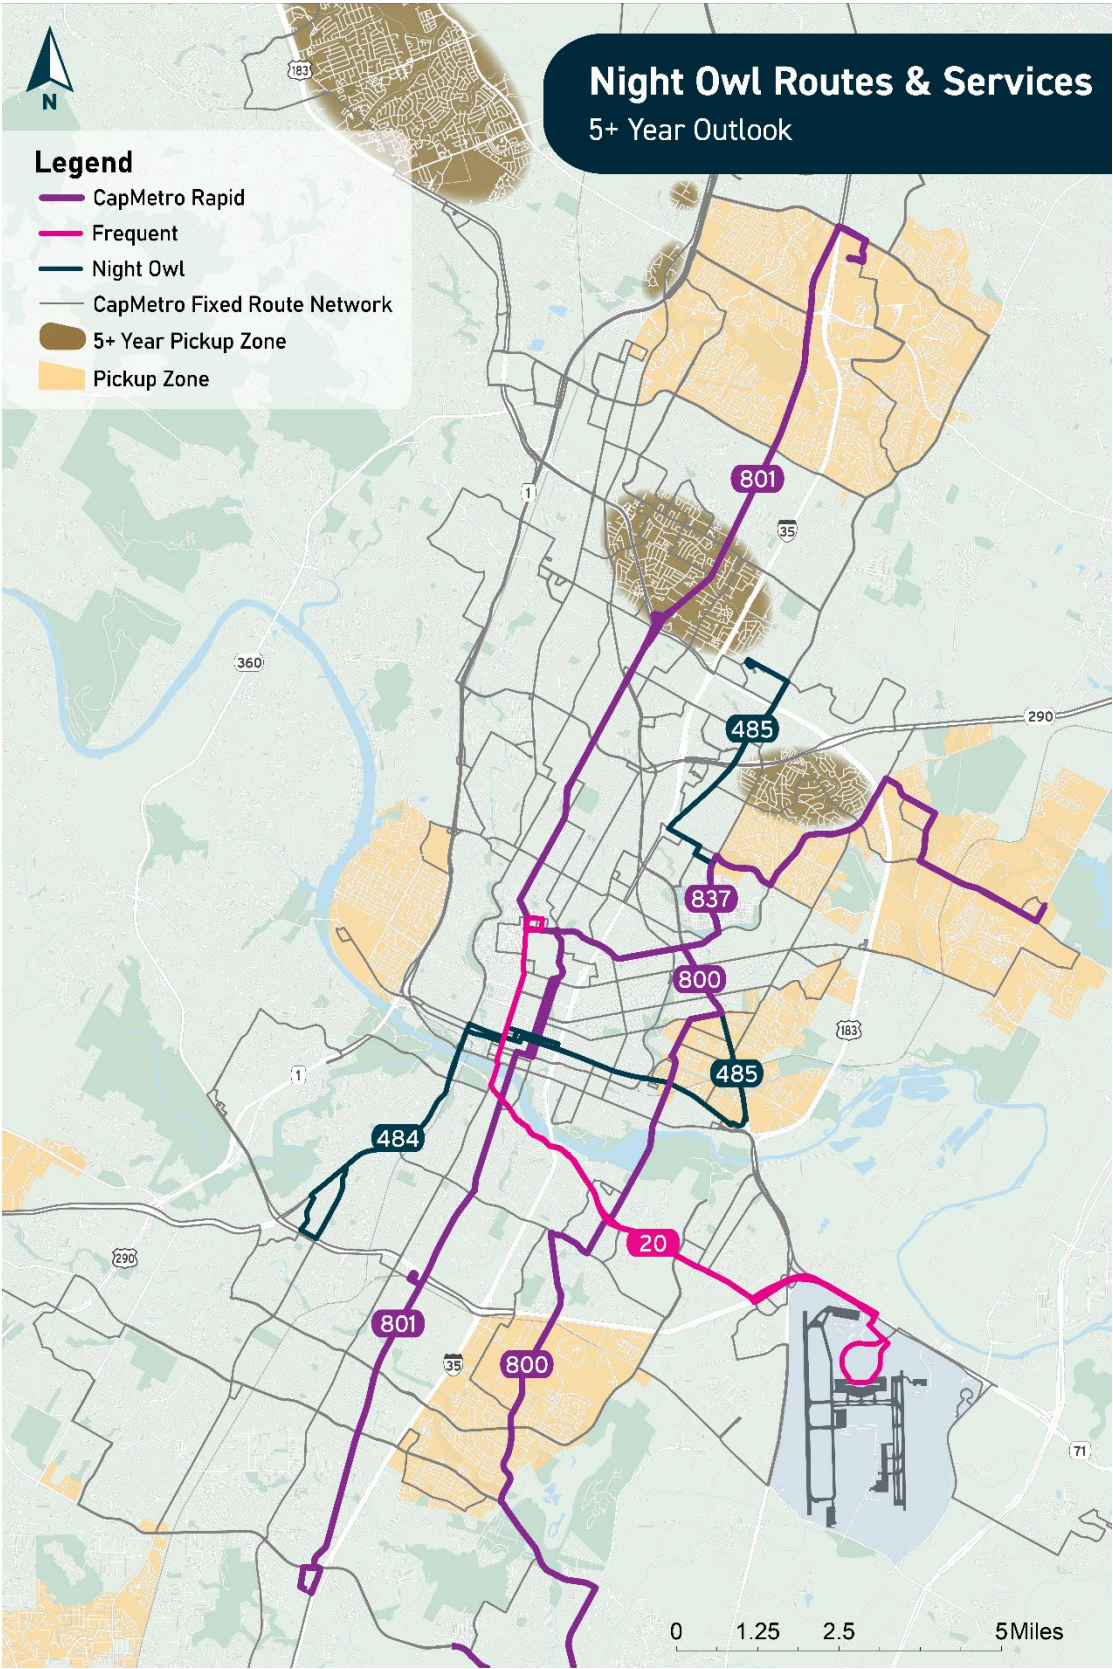 Night Owl Routes & Services
5+ Year Outlook
N
Legend
CapMetro Rapid
Frequent
Night Owl
CapMetro Fixed Route Network
5+ Year Pickup Zone
Pickup Zone
183
801
1
35
360
290
485
837
800
183
1
485
484
20
290
801
35
800
71
0 1.25 2.5 5 Miles